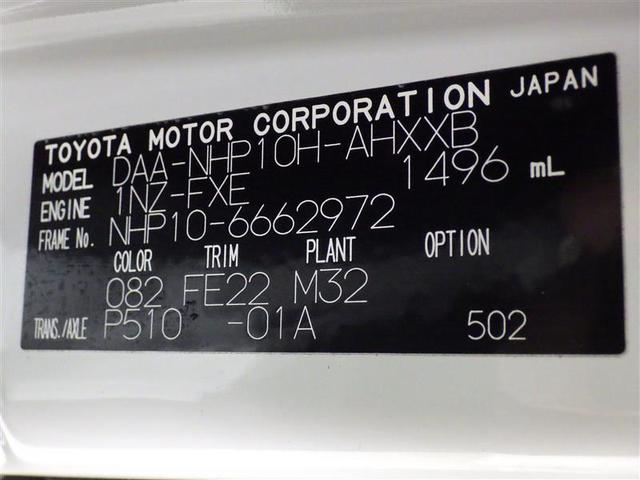 TOYOTA MOTOR CORPORATION JAPAN
MODEL DAA-NHP10H-AHXXB
ENGINE 1NZ-FXE 1496 mL
FRAME No. NHP10-6662972
COLOR TRIM PLANT OPTION
082 FE22 M32
TRANS./AXLE P510 -01A 502